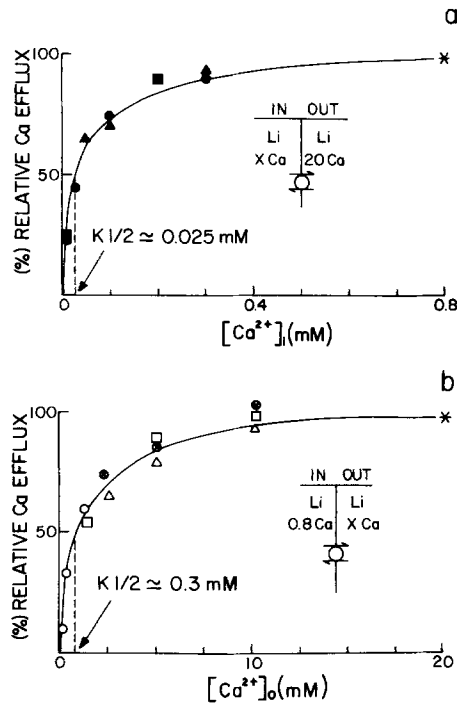 a
100
50
(%) RELATIVE Ca EFFLUX
IN OUT
Li Li
X Ca 20 Ca
K 1/2 ≃ 0.025 mM
0 0.4 0.8
[Ca2+]i (mM)
b
100
50
(%) RELATIVE Ca EFFLUX
IN OUT
Li Li
0.8 Ca X Ca
K 1/2 ≃ 0.3 mM
0 10 20
[Ca2+]o (mM)